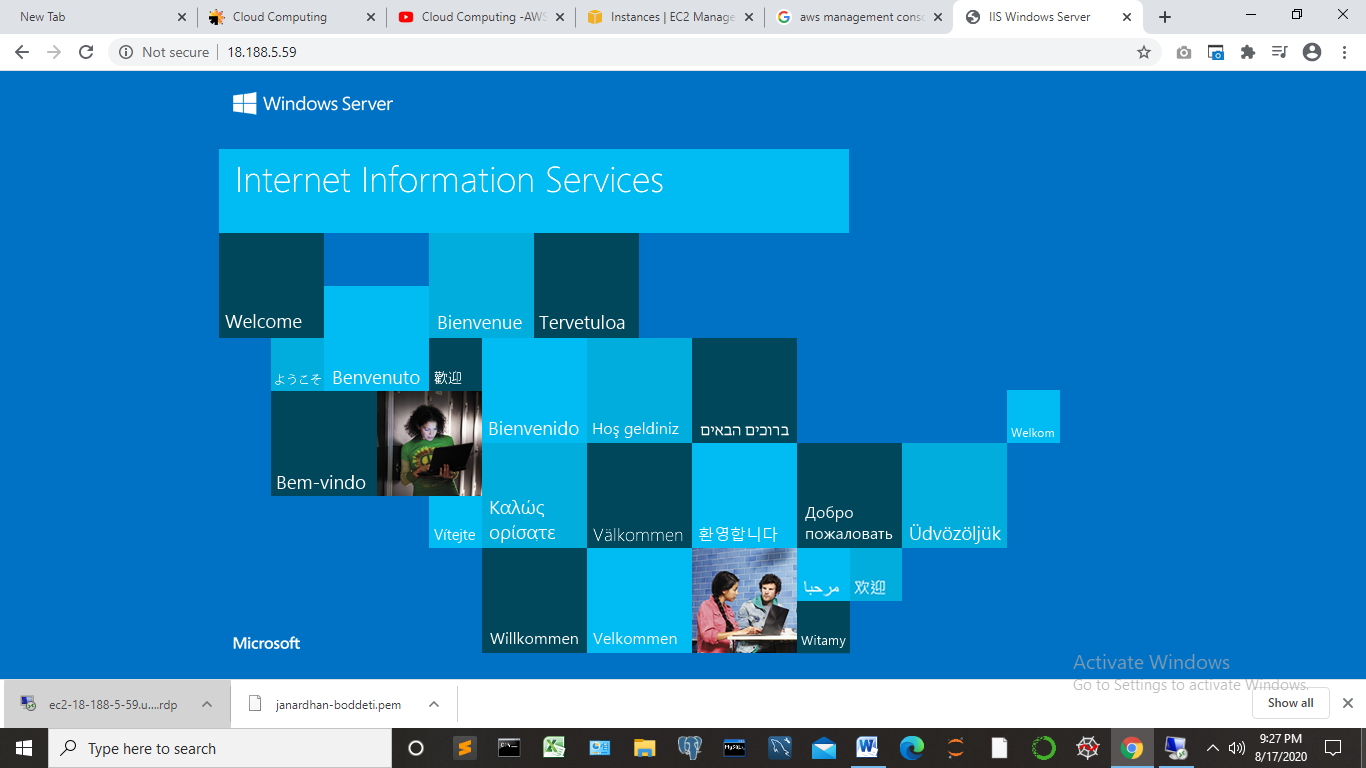 New Tab
Cloud Computing
Cloud Computing -AWS
Instances | EC2 Manage
aws management conso
IIS Windows Server
Not secure
18.188.5.59
Windows Server
Internet Information Services
Welcome
Bienvenue
Tervetuloa
ようこそ
Benvenuto
歡迎
Bienvenido
Hoş geldiniz
ברוכים הבאים
Welkom
Bem-vindo
Vítejte
Καλώς
ορίσατε
Välkommen
환영합니다
Добро
пожаловать
Üdvözöljük
Willkommen
Velkommen
مرحبا
欢迎
Witamy
Microsoft
Activate Windows
Go to Settings to activate Windows.
ec2-18-188-5-59.u....rdp
janardhan-boddeti.pem
Show all
Type here to search
MySQL
9:27 PM
8/17/2020